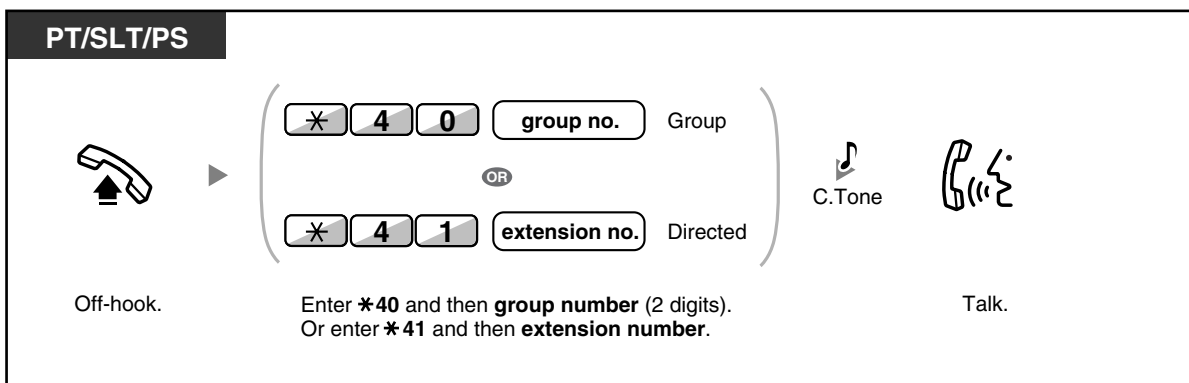 PT/SLT/PS
* 4 0 group no. Group
OR
* 4 1 extension no. Directed
C.Tone
Off-hook.
Enter *40 and then group number (2 digits).
Or enter *41 and then extension number.
Talk.